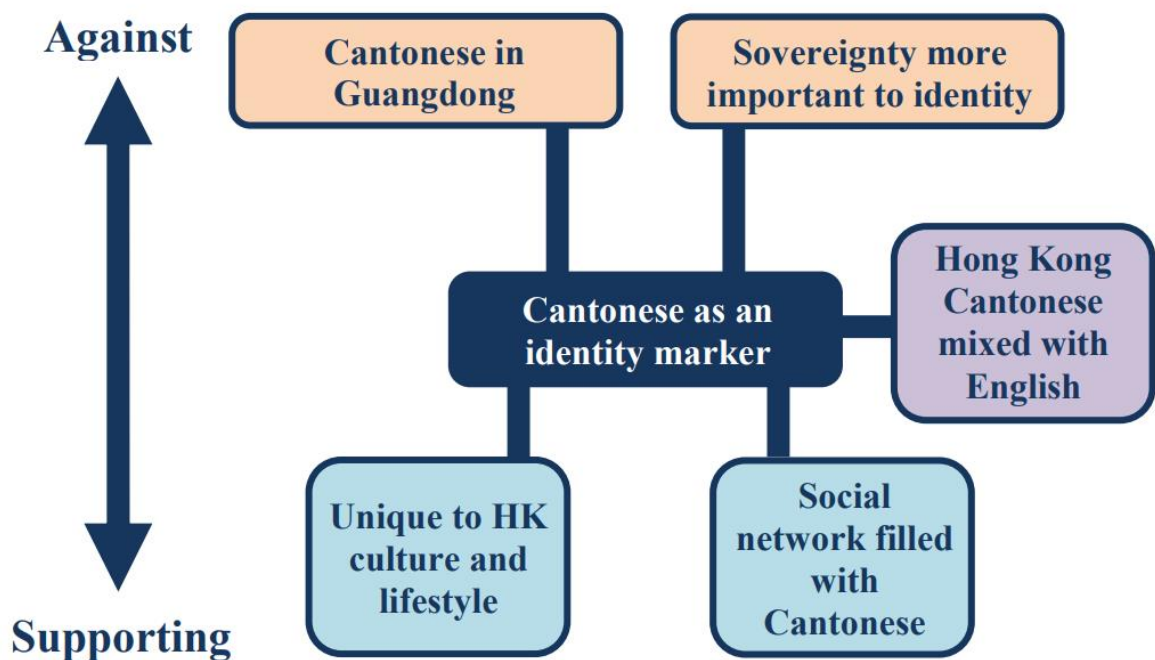 Against
Cantonese in
Guangdong
Sovereignty more
important to identity
Hong Kong
Cantonese
mixed with
English
Cantonese as an
identity marker
Unique to HK
culture and
lifestyle
Social
network filled
with
Cantonese
Supporting